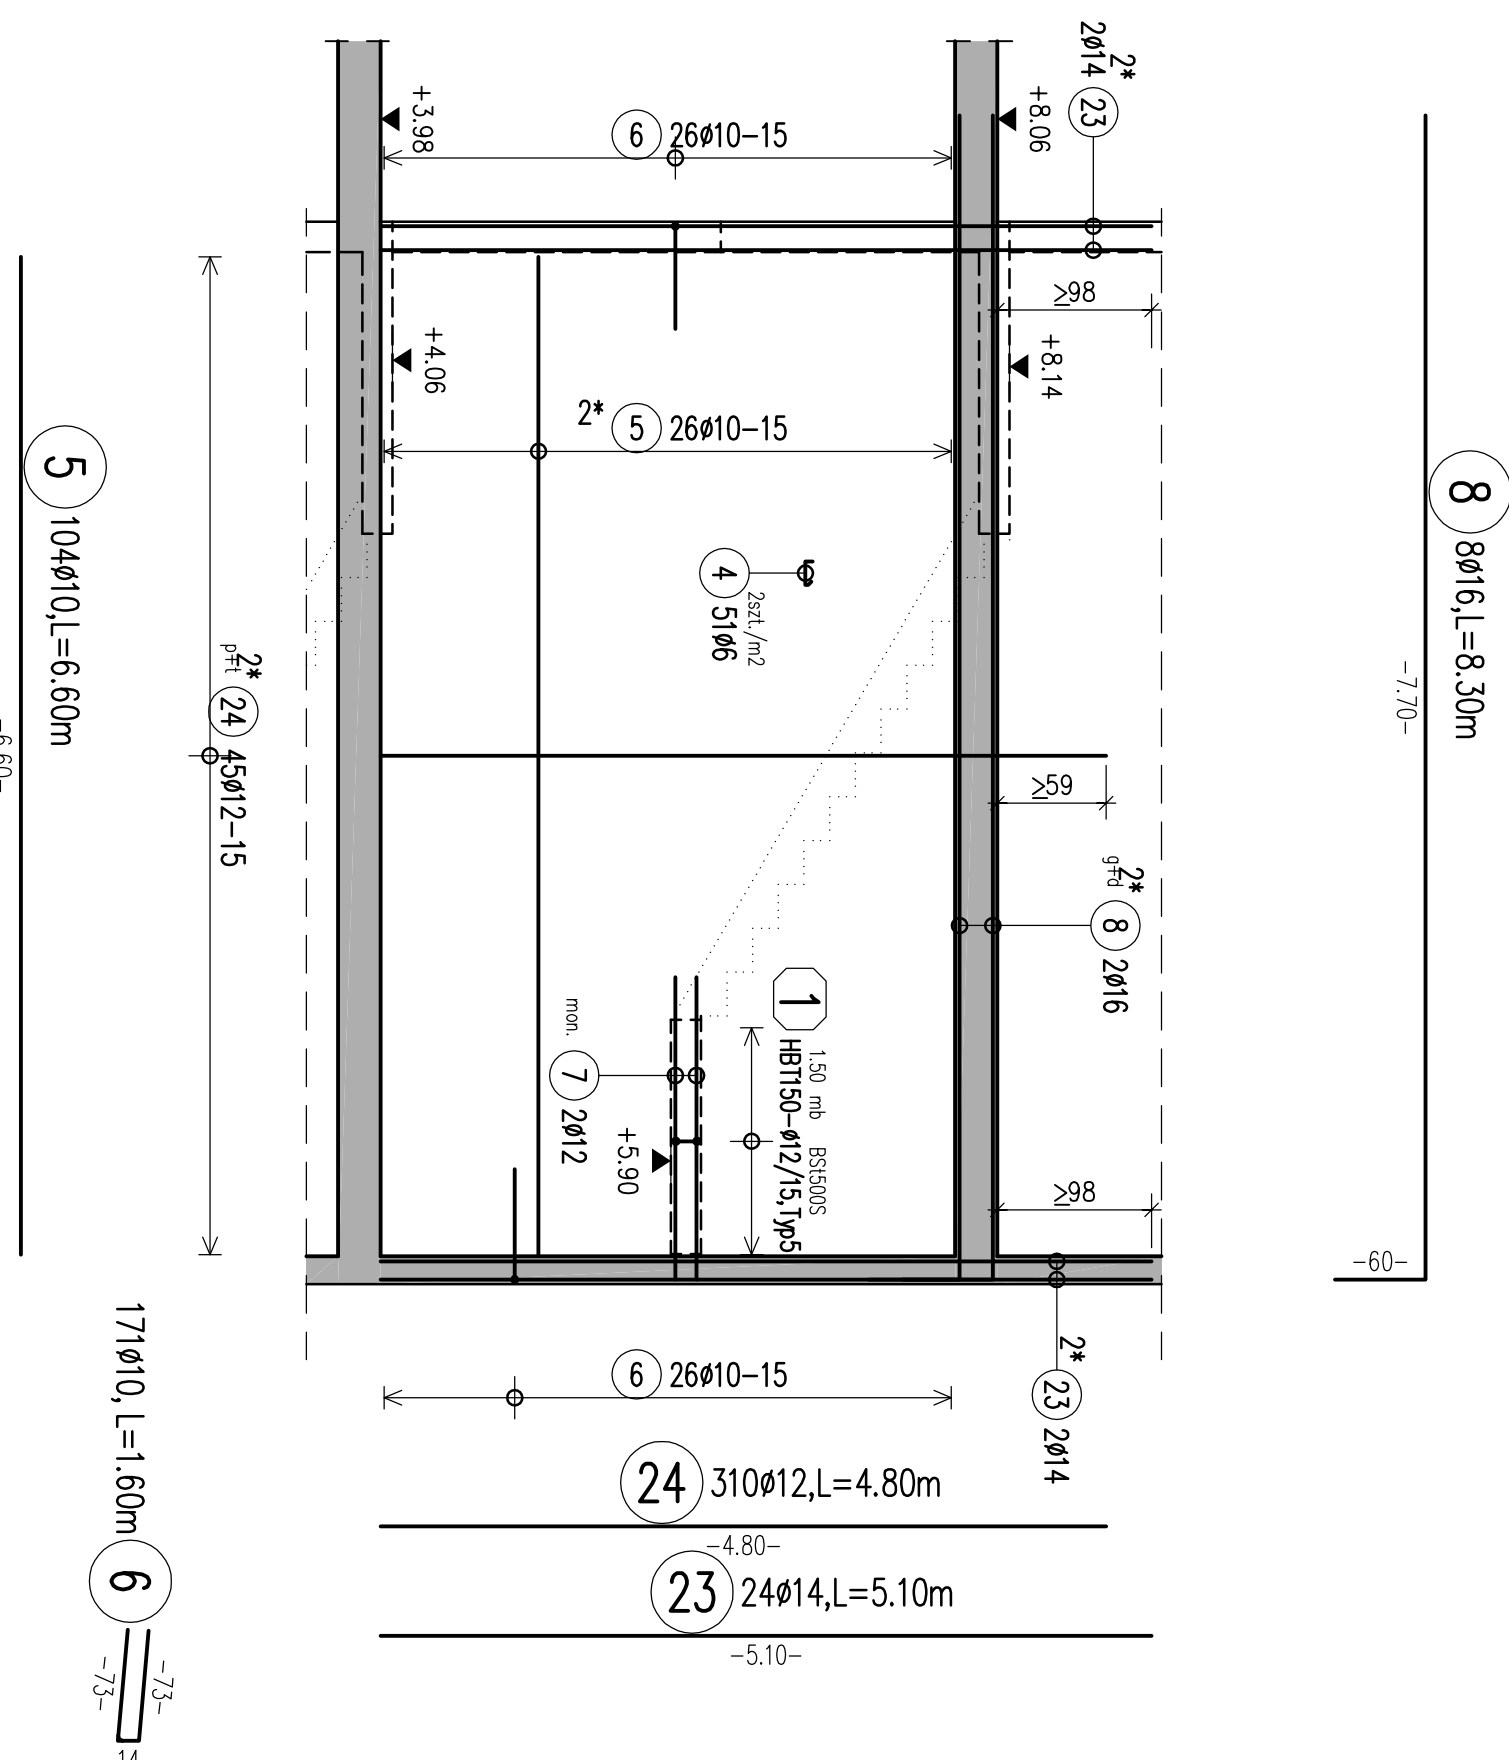 2*
2ø14 23
+8.06
+3.98
6 26ø10-15
≥98
+4.06
+8.14
2* 5 26ø10-15
5 104ø10,L=6.60m
-6.60-
8 8ø16,L=8.30m
-7.70-
-60-
4 51ø6
2szt./m2
2*
p+t
24 45ø12-15
≥59
2*
g+d
8 2ø16
1
1.50 mb BSt500S
HBT150-ø12/15,Typ5
mon.
7 2ø12
+5.90
≥98
2*
23 2ø14
6 26ø10-15
24 310ø12,L=4.80m
-4.80-
23 24ø14,L=5.10m
-5.10-
171ø10, L=1.60m 6
-73-
-73-
14